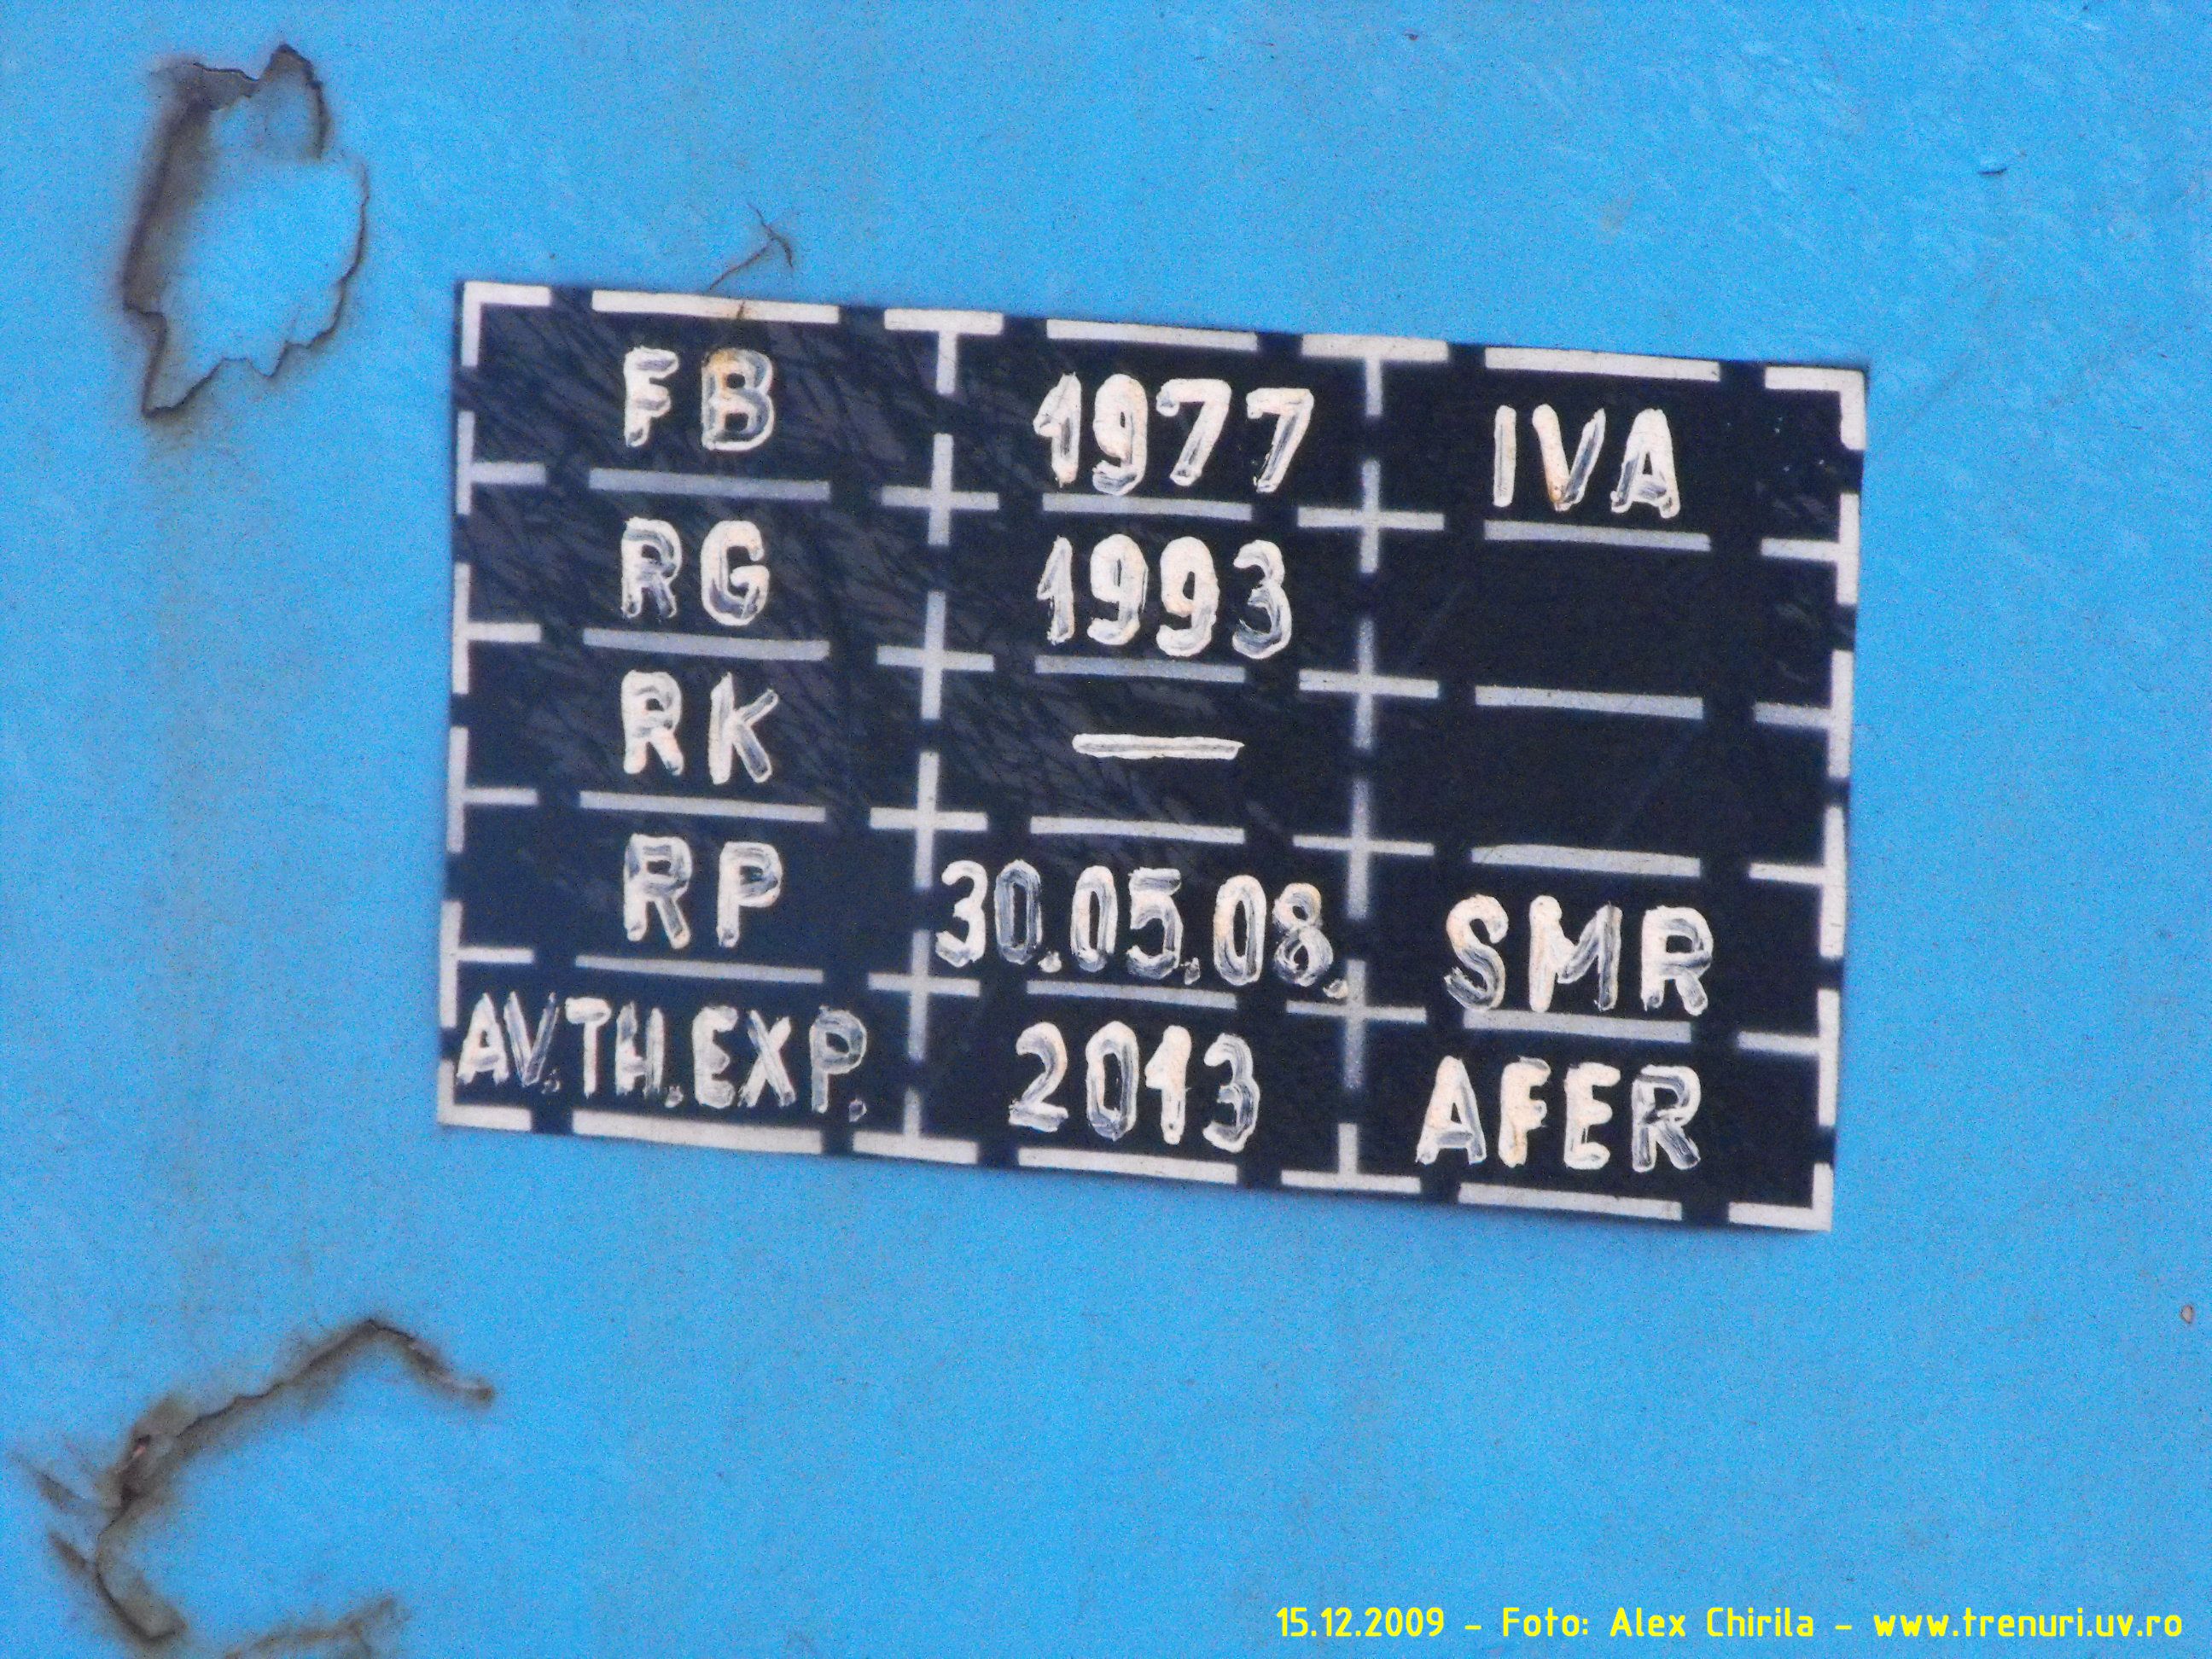 FB 1977 IVA
RG 1993
RK —
RP 30.05.08. SMR
AV.TH.EXP. 2013 AFER
15.12.2009 - Foto: Alex Chirila - www.trenuri.uv.ro